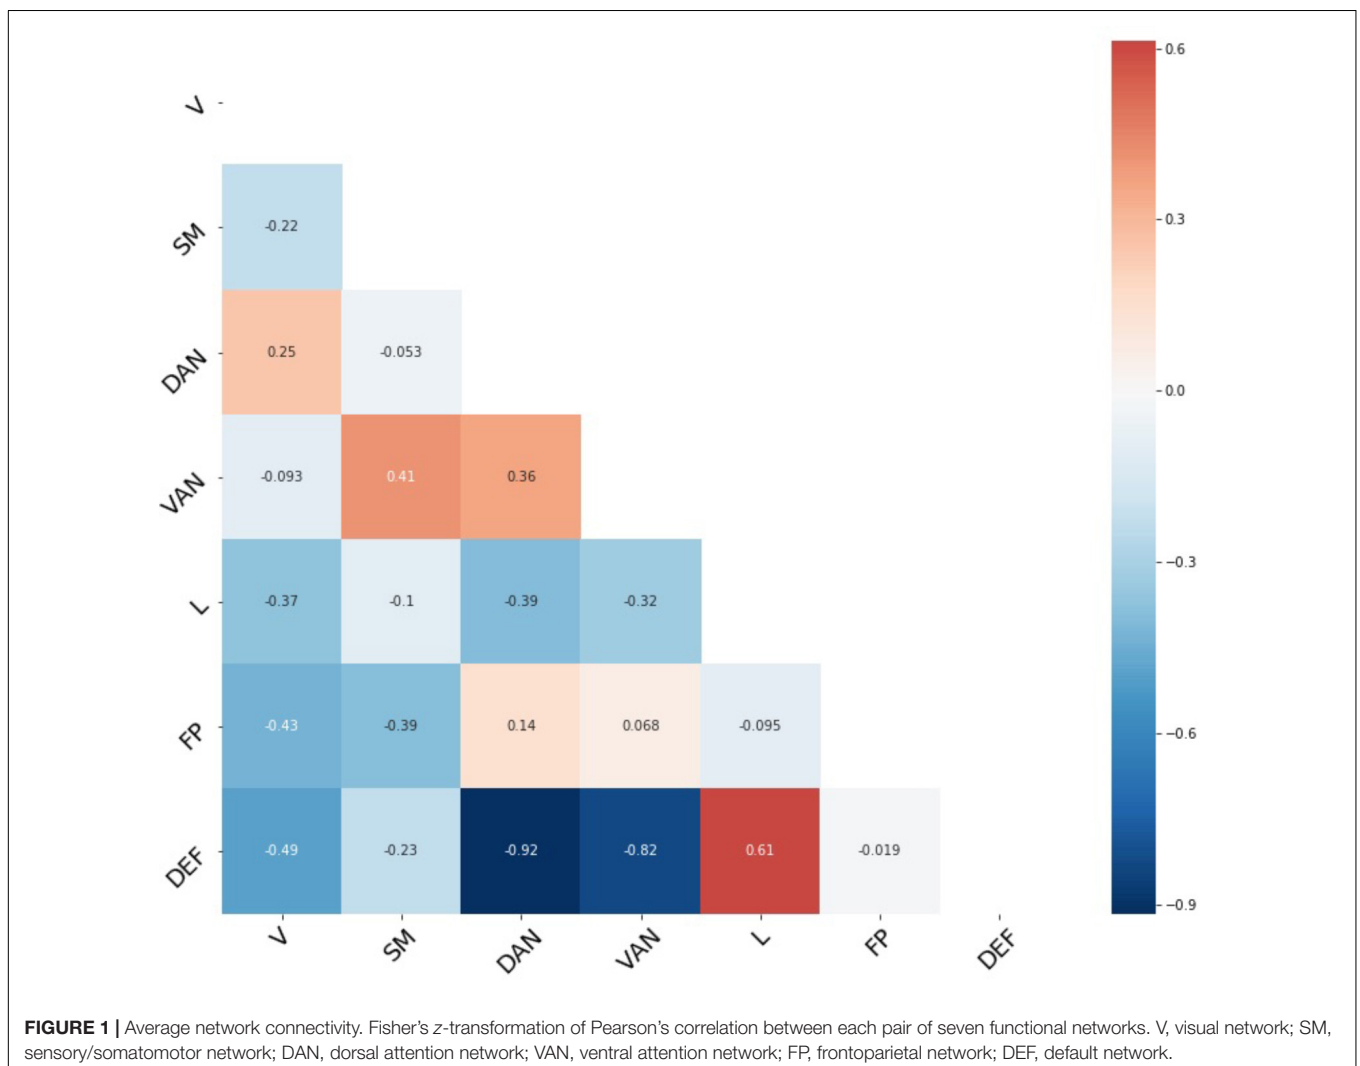 V
SM
-0.22
DAN
0.25 -0.053
VAN
-0.093 0.41 0.36
L
-0.37 -0.1 -0.39 -0.32
FP
-0.43 -0.39 0.14 0.068 -0.095
DEF
-0.49 -0.23 -0.92 -0.82 0.61 -0.019
V SM DAN VAN L FP DEF
0.6
0.3
0.0
−0.3
−0.6
−0.9
FIGURE 1 | Average network connectivity. Fisher's z-transformation of Pearson's correlation between each pair of seven functional networks. V, visual network; SM,
sensory/somatomotor network; DAN, dorsal attention network; VAN, ventral attention network; FP, frontoparietal network; DEF, default network.